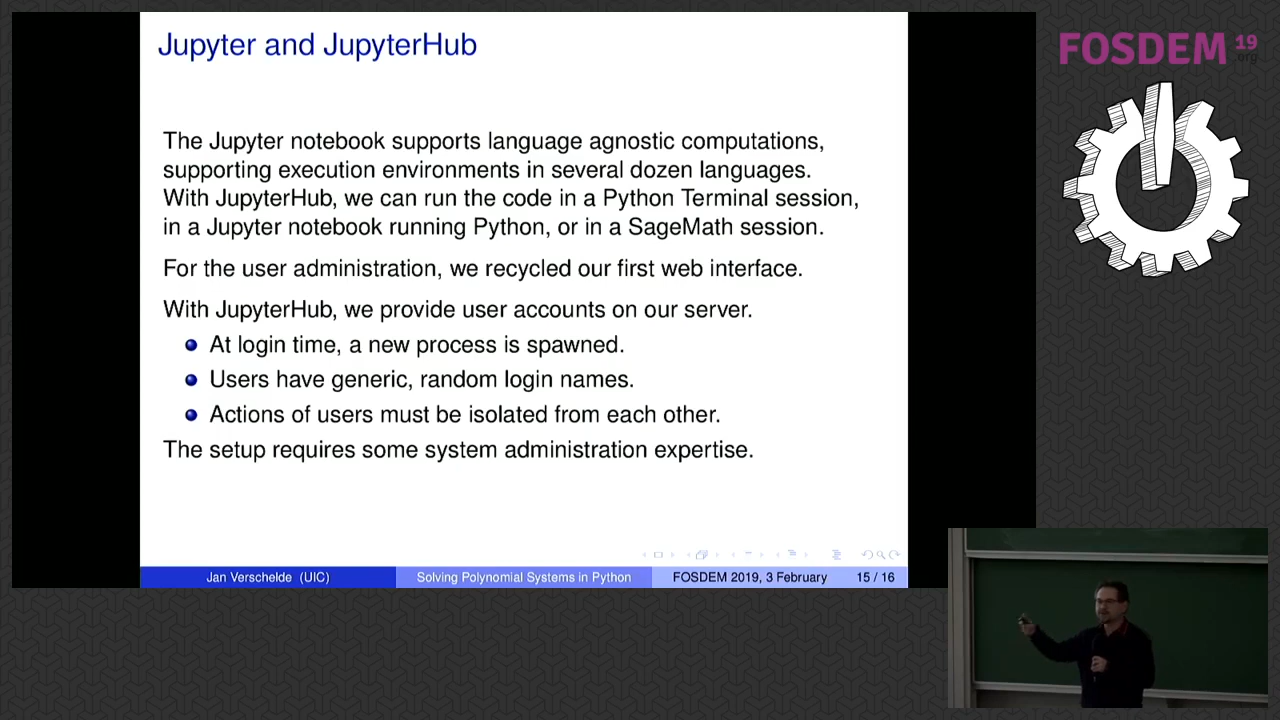 Jupyter and JupyterHub
The Jupyter notebook supports language agnostic computations,
supporting execution environments in several dozen languages.
With JupyterHub, we can run the code in a Python Terminal session,
in a Jupyter notebook running Python, or in a SageMath session.
For the user administration, we recycled our first web interface.
With JupyterHub, we provide user accounts on our server.
At login time, a new process is spawned.
Users have generic, random login names.
Actions of users must be isolated from each other.
The setup requires some system administration expertise.
Jan Verschelde (UIC) Solving Polynomial Systems in Python FOSDEM 2019, 3 February 15 / 16
FOSDEM 19
.org